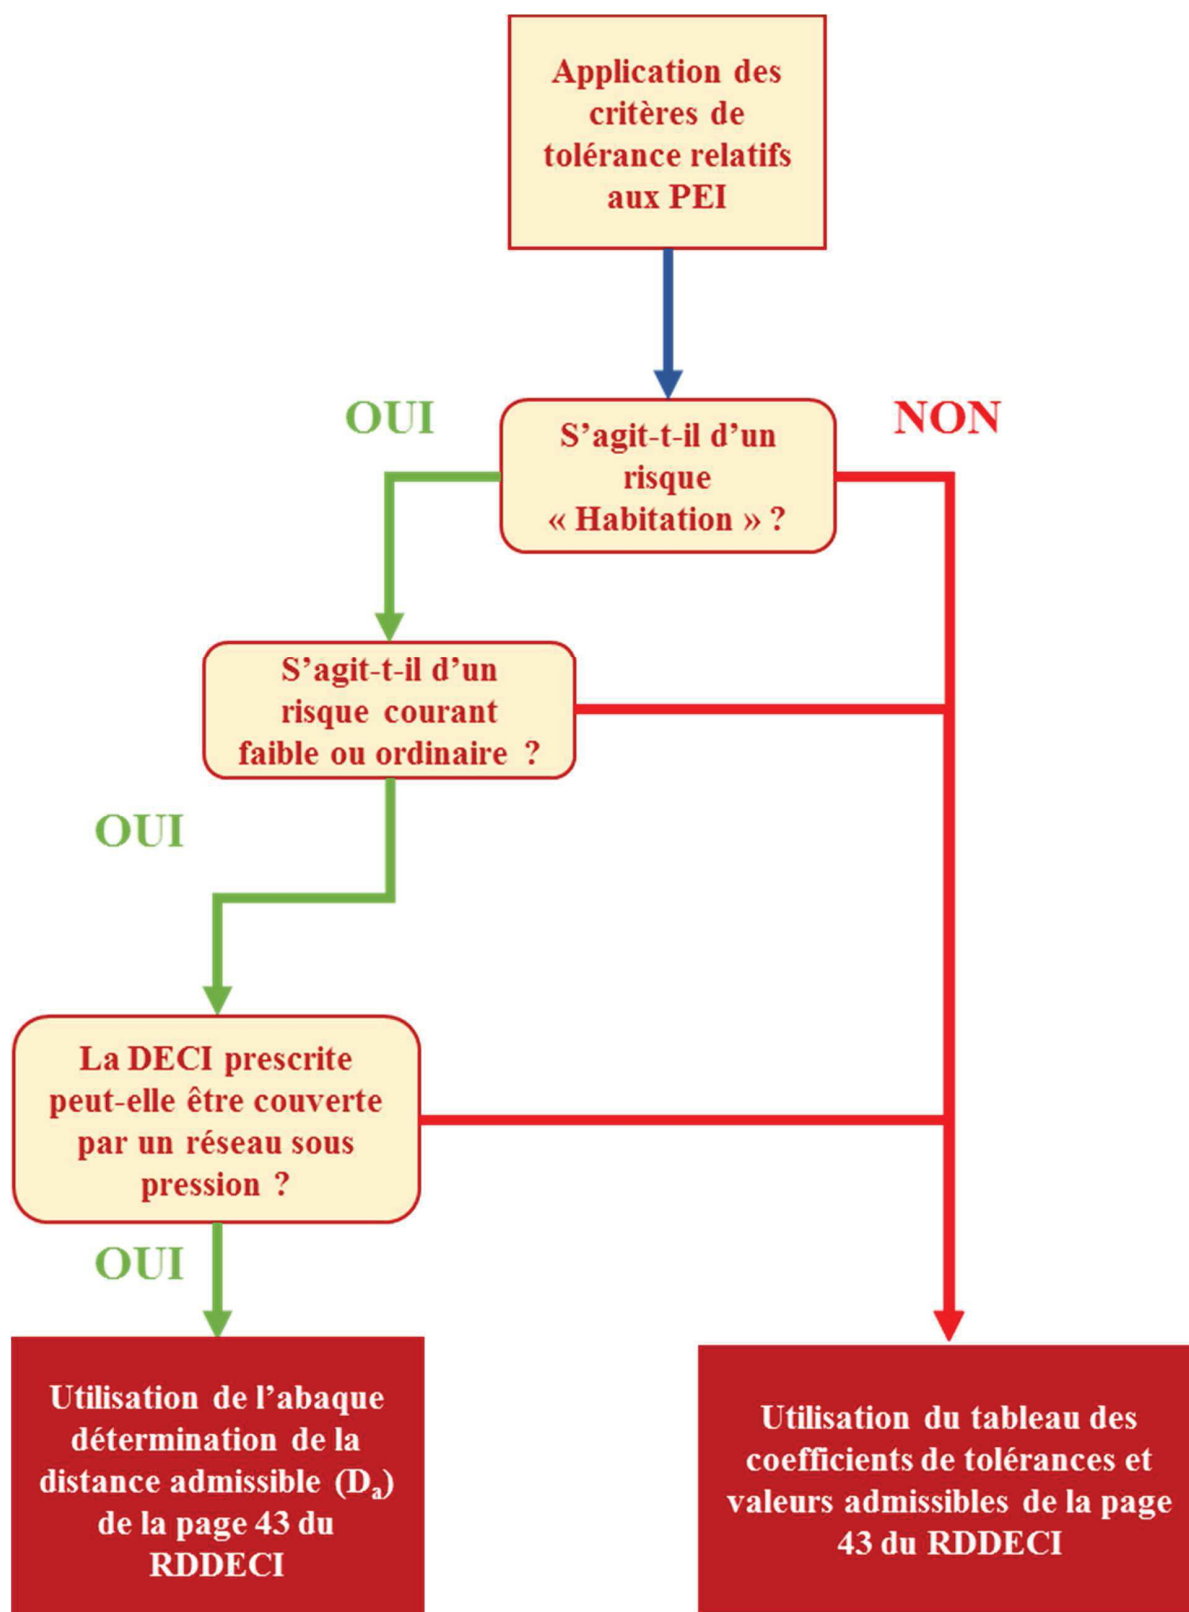 Application des
critères de
tolérance relatifs
aux PEI
OUI
NON
S'agit-t-il d'un
risque
« Habitation » ?
S'agit-t-il d'un
risque courant
faible ou ordinaire ?
OUI
La DECI prescrite
peut-elle être couverte
par un réseau sous
pression ?
OUI
Utilisation de l'abaque
détermination de la
distance admissible (Da)
de la page 43 du
RDDECI
Utilisation du tableau des
coefficients de tolérances et
valeurs admissibles de la page
43 du RDDECI